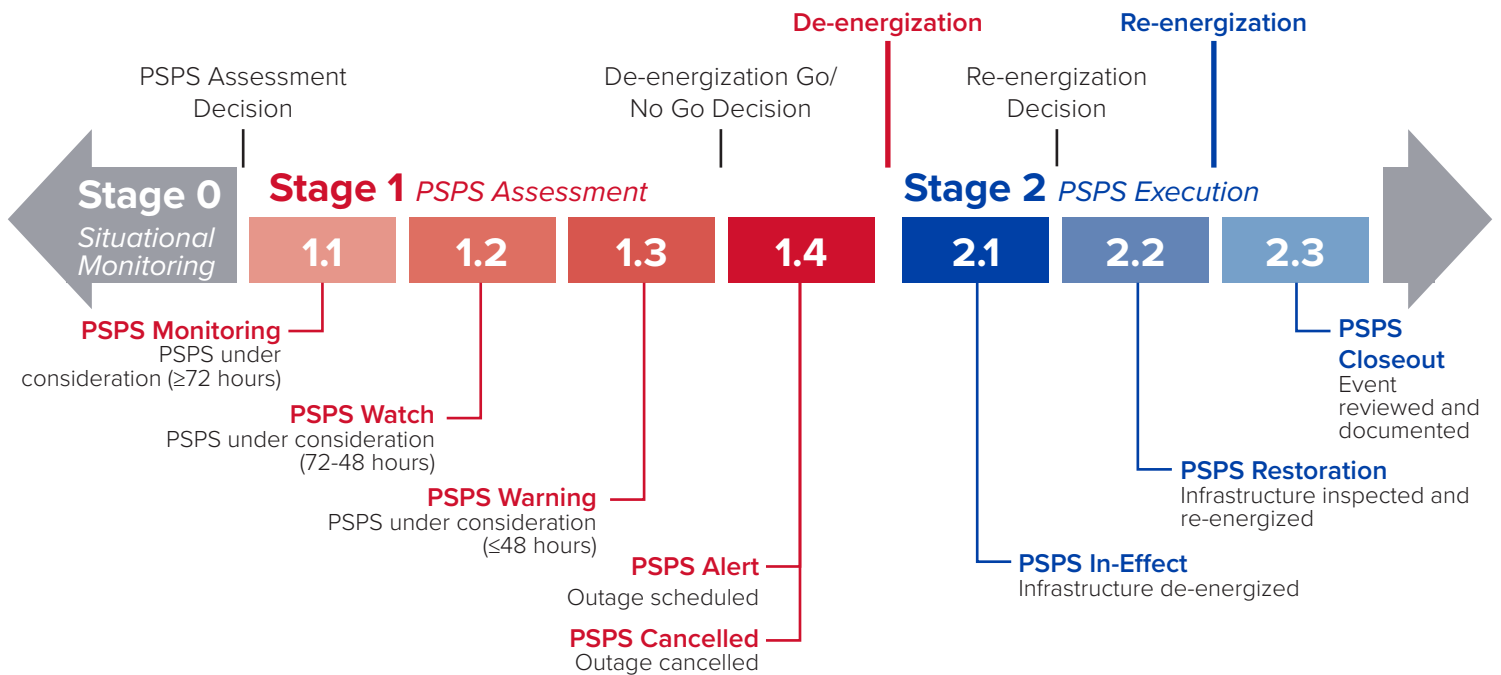 De-energization
Re-energization
PSPS Assessment
Decision
De-energization Go/
No Go Decision
Re-energization
Decision
Stage 0
Situational
Monitoring
Stage 1 PSPS Assessment
Stage 2 PSPS Execution
1.1
1.2
1.3
1.4
2.1
2.2
2.3
PSPS Monitoring
PSPS under
consideration (≥72 hours)
PSPS Watch
PSPS under consideration
(72-48 hours)
PSPS Warning
PSPS under consideration
(≤48 hours)
PSPS Alert
Outage scheduled
PSPS Cancelled
Outage cancelled
PSPS In-Effect
Infrastructure de-energized
PSPS Restoration
Infrastructure inspected and
re-energized
PSPS
Closeout
Event
reviewed and
documented